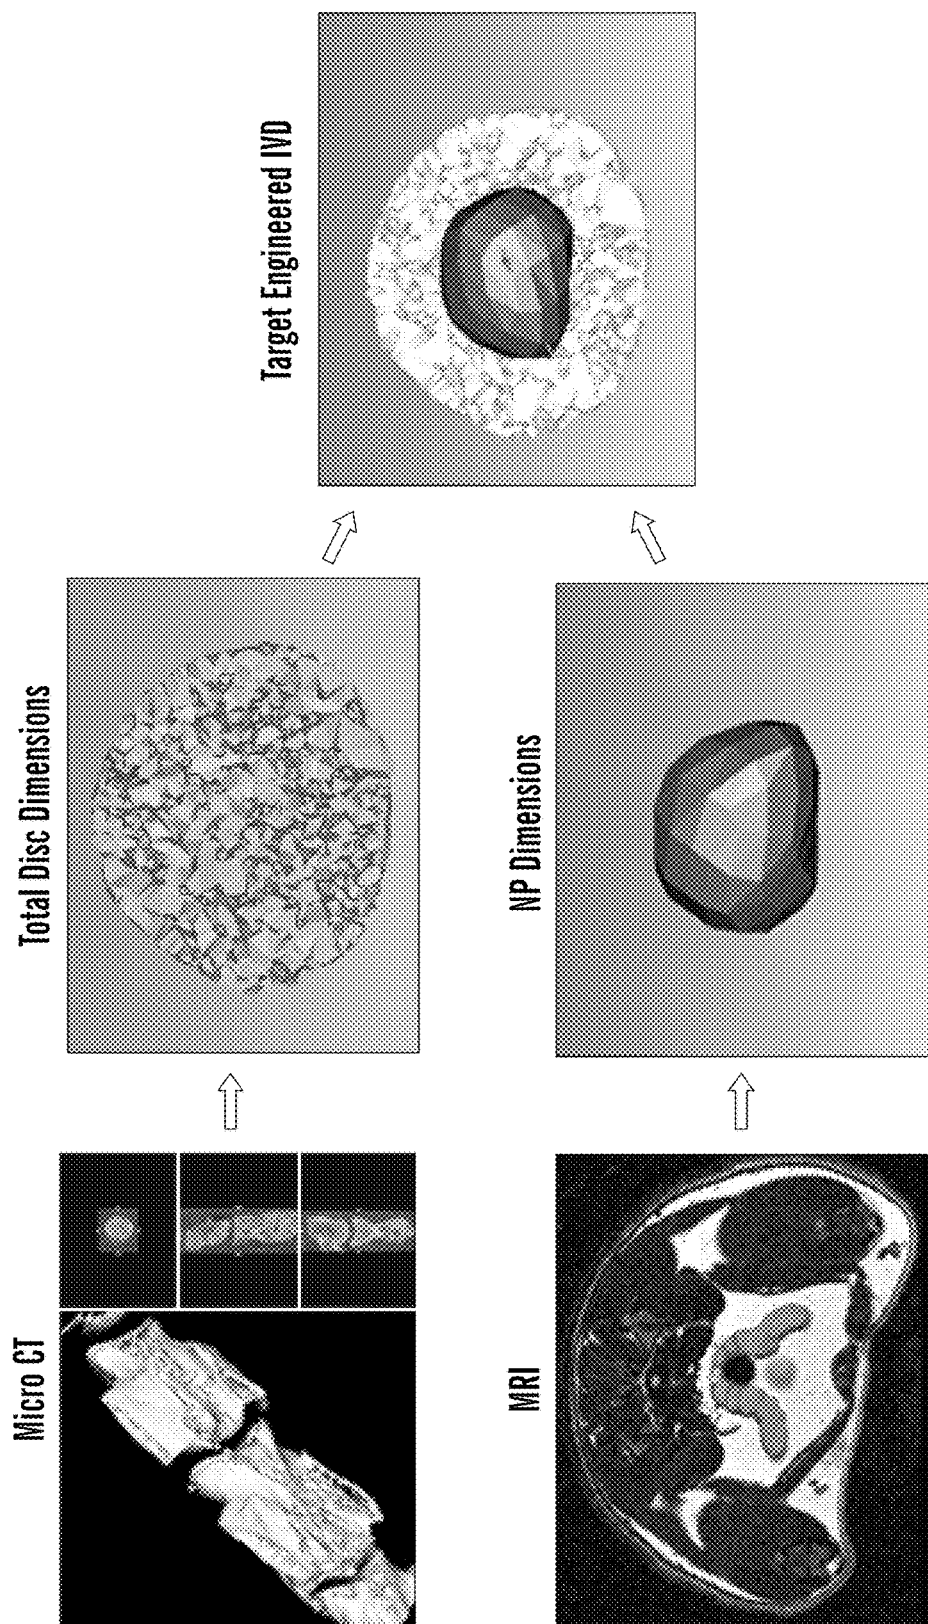 Micro CT
Total Disc Dimensions
Target Engineered IVD
MRI
NP Dimensions